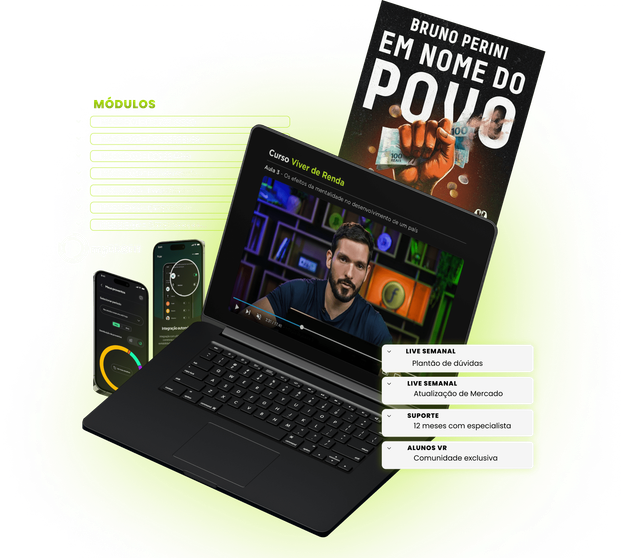 BRUNO PERINI
EM NOME DO
POVO
100
100
MÓDULOS
Curso Viver de Renda
Aula 3 - Os efeitos da mentalidade no desenvolvimento de um país
LIVE SEMANAL
Plantão de dúvidas
LIVE SEMANAL
Atualização de Mercado
SUPORTE
12 meses com especialista
ALUNOS VR
Comunidade exclusiva